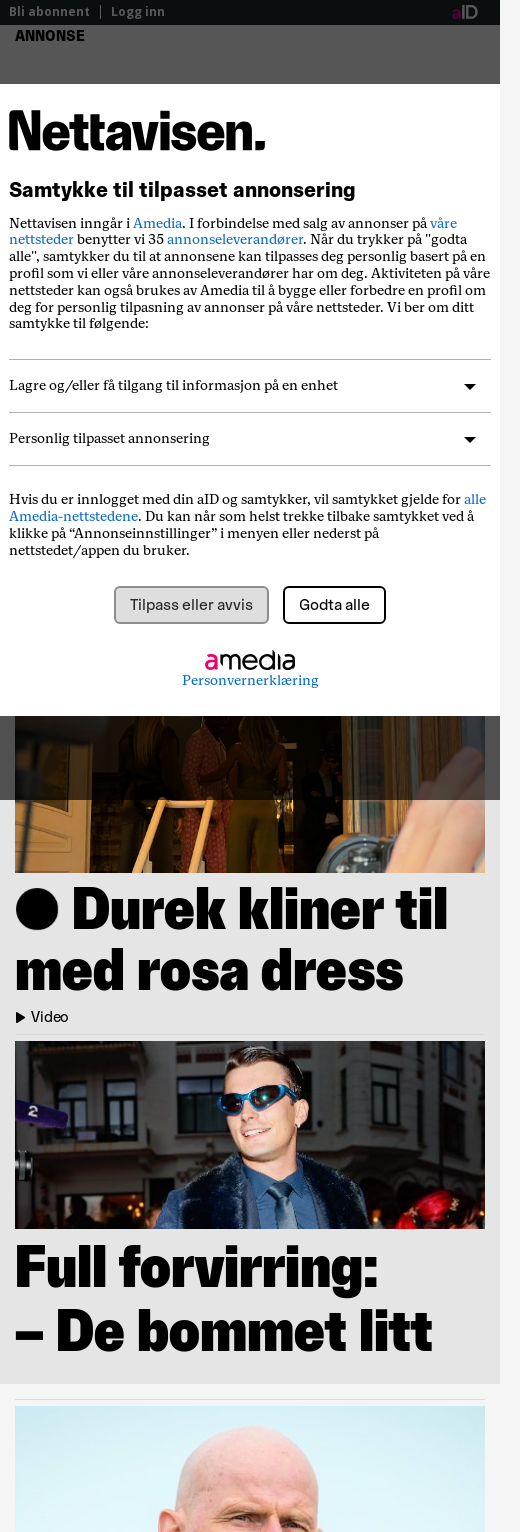 Bli abonnent | Logg inn
aID
ANNONSE
Nettavisen.
Samtykke til tilpasset annonsering
Nettavisen inngår i Amedia. I forbindelse med salg av annonser på våre
nettsteder benytter vi 35 annonseleverandører. Når du trykker på "godta
alle", samtykker du til at annonsene kan tilpasses deg personlig basert på en
profil som vi eller våre annonseleverandører har om deg. Aktiviteten på våre
nettsteder kan også brukes av Amedia til å bygge eller forbedre en profil om
deg for personlig tilpasning av annonser på våre nettsteder. Vi ber om ditt
samtykke til følgende:
Lagre og/eller få tilgang til informasjon på en enhet
Personlig tilpasset annonsering
Hvis du er innlogget med din aID og samtykker, vil samtykket gjelde for alle
Amedia-nettstedene. Du kan når som helst trekke tilbake samtykket ved å
klikke på “Annonseinnstillinger” i menyen eller nederst på
nettstedet/appen du bruker.
Tilpass eller avvis
Godta alle
amedia
Personvernerklæring
Durek kliner til
med rosa dress
Video
2
Full forvirring:
– De bommet litt